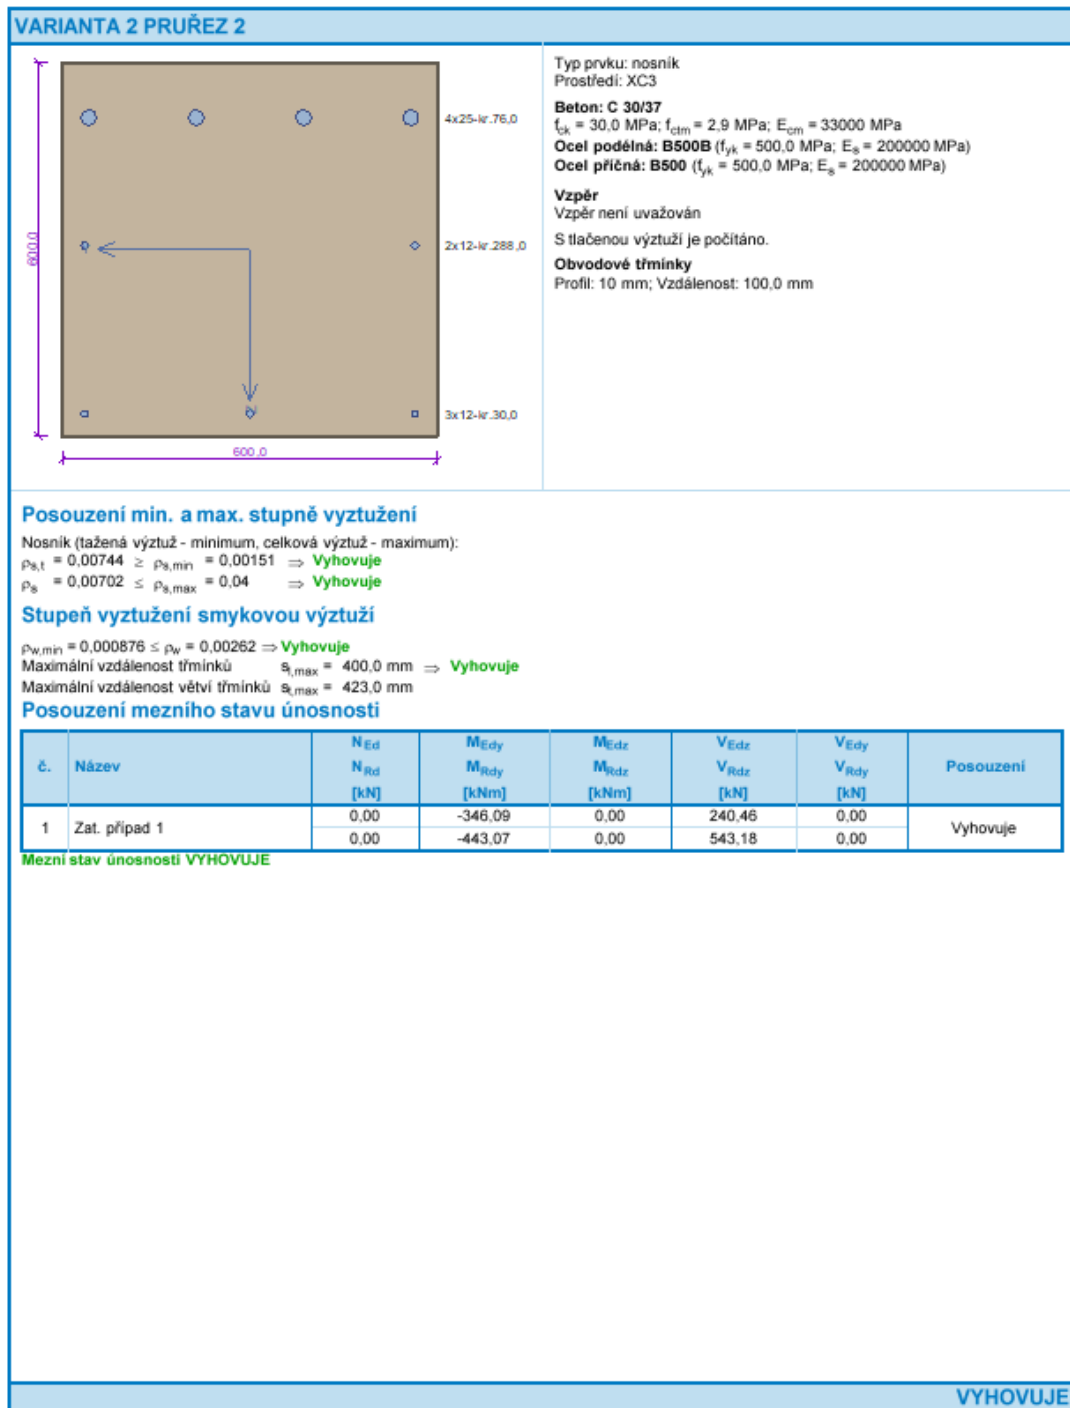 VARIANTA 2 PRUŘEZ 2
4x25-kr.76,0
2x12-kr.288,0
3x12-kr.30,0
600,0
600,0
Typ prvku: nosník
Prostředí: XC3
Beton: C 30/37
fck = 30,0 MPa; fctm = 2,9 MPa; Ecm = 33000 MPa
Ocel podélná: B500B (fyk = 500,0 MPa; Es = 200000 MPa)
Ocel příčná: B500 (fyk = 500,0 MPa; Es = 200000 MPa)
Vzpěr
Vzpěr není uvažován
S tlačenou výztuží je počítáno.
Obvodové třmínky
Profil: 10 mm; Vzdálenost: 100,0 mm
Posouzení min. a max. stupně vyztužení
Nosník (tažená výztuž - minimum, celková výztuž - maximum):
ρs,t = 0,00744 ≥ ρs,min = 0,00151 ⇒ Vyhovuje
ρs = 0,00702 ≤ ρs,max = 0,04 ⇒ Vyhovuje
Stupeň vyztužení smykovou výztuží
ρw,min = 0,000876 ≤ ρw = 0,00262 ⇒ Vyhovuje
Maximální vzdálenost třmínků sl,max = 400,0 mm ⇒ Vyhovuje
Maximální vzdálenost větví třmínků st,max = 423,0 mm
Posouzení mezního stavu únosnosti
č. Název NEd MEdy MEdz VEdz VEdy Posouzení
NRd MRdy MRdz VRdz VRdy
[kN] [kNm] [kNm] [kN] [kN]
1 Zat. případ 1 0,00 -346,09 0,00 240,46 0,00 Vyhovuje
0,00 -443,07 0,00 543,18 0,00
Mezní stav únosnosti VYHOVUJE
VYHOVUJE